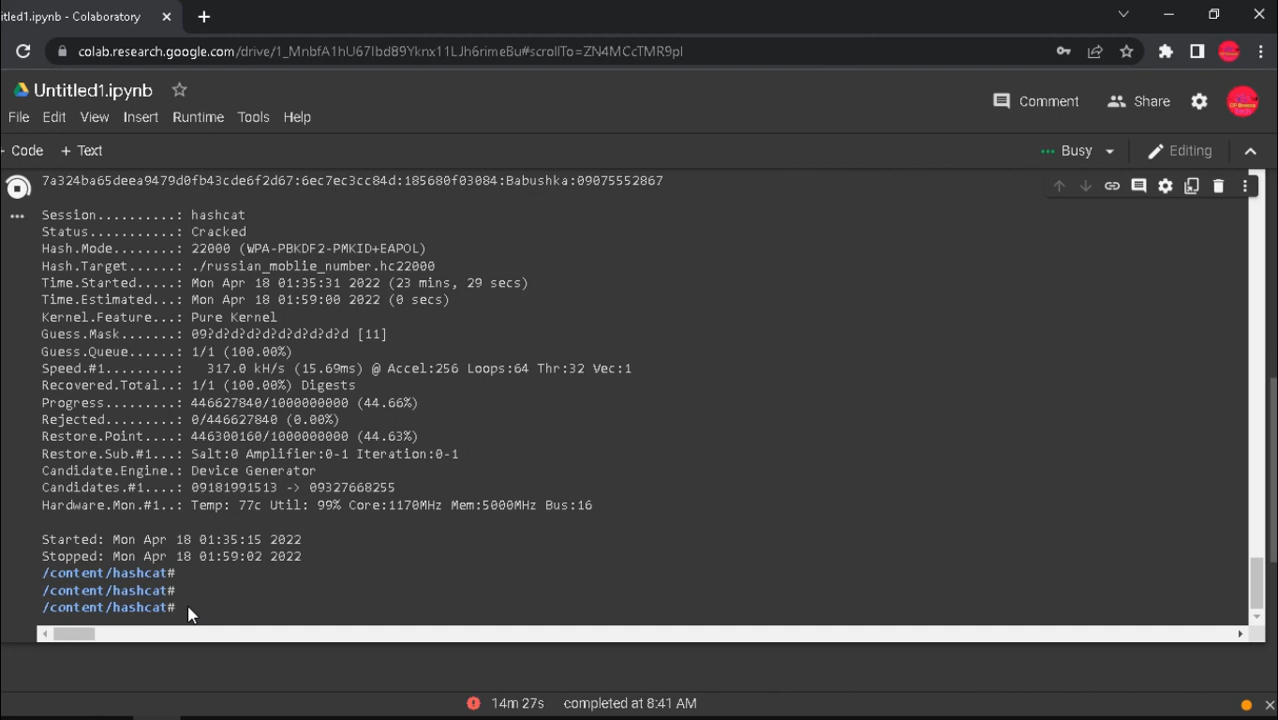 ntitled1.ipynb - Colaboratory
colab.research.google.com/drive/1_MnbfA1hU67Ibd89Yknx11LJh6rimeBu#scrollTo=ZN4MCcTMR9pI
Untitled1.ipynb
Comment
Share
File Edit View Insert Runtime Tools Help
Code + Text
Busy
Editing
7a324ba65deea9479d0fb43cde6f2d67:6ec7ec3cc84d:185680f03084:Babushka:09075552867
Session..........: hashcat
Status...........: Cracked
Hash.Mode........: 22000 (WPA-PBKDF2-PMKID+EAPOL)
Hash.Target......: ./russian_moblie_number.hc22000
Time.Started.....: Mon Apr 18 01:35:31 2022 (23 mins, 29 secs)
Time.Estimated...: Mon Apr 18 01:59:00 2022 (0 secs)
Kernel.Feature...: Pure Kernel
Guess.Mask.......: 09?d?d?d?d?d?d?d?d?d [11]
Guess.Queue......: 1/1 (100.00%)
Speed.#1.........: 317.0 kH/s (15.69ms) @ Accel:256 Loops:64 Thr:32 Vec:1
Recovered.Total..: 1/1 (100.00%) Digests
Progress.........: 446627840/1000000000 (44.66%)
Rejected.........: 0/446627840 (0.00%)
Restore.Point....: 446300160/1000000000 (44.63%)
Restore.Sub.#1...: Salt:0 Amplifier:0-1 Iteration:0-1
Candidate.Engine.: Device Generator
Candidates.#1....: 09181991513 -> 09327668255
Hardware.Mon.#1..: Temp: 77c Util: 99% Core:1170MHz Mem:5000MHz Bus:16
Started: Mon Apr 18 01:35:15 2022
Stopped: Mon Apr 18 01:59:02 2022
/content/hashcat#
/content/hashcat#
/content/hashcat#
14m 27s completed at 8:41 AM